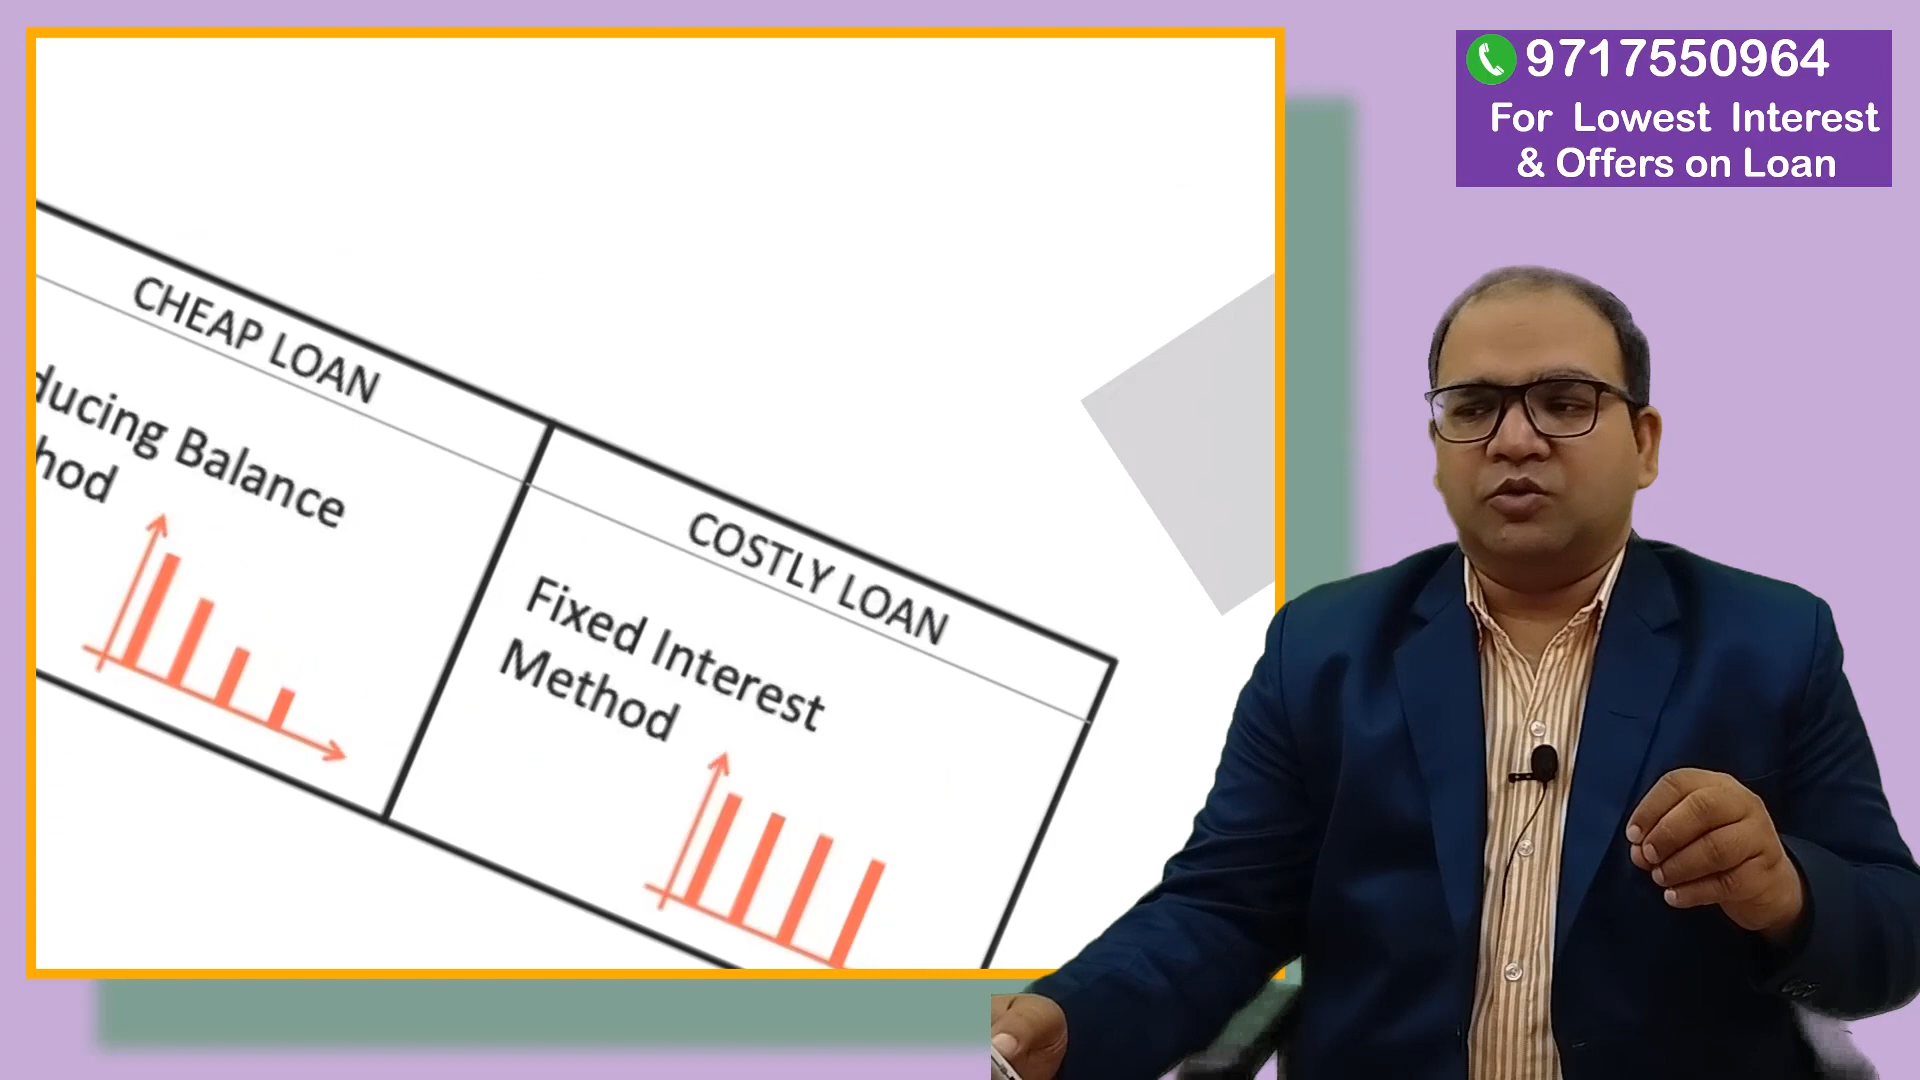 9717550964
For Lowest Interest
& Offers on Loan
CHEAP LOAN
ducing Balance
hod
COSTLY LOAN
Fixed Interest
Method